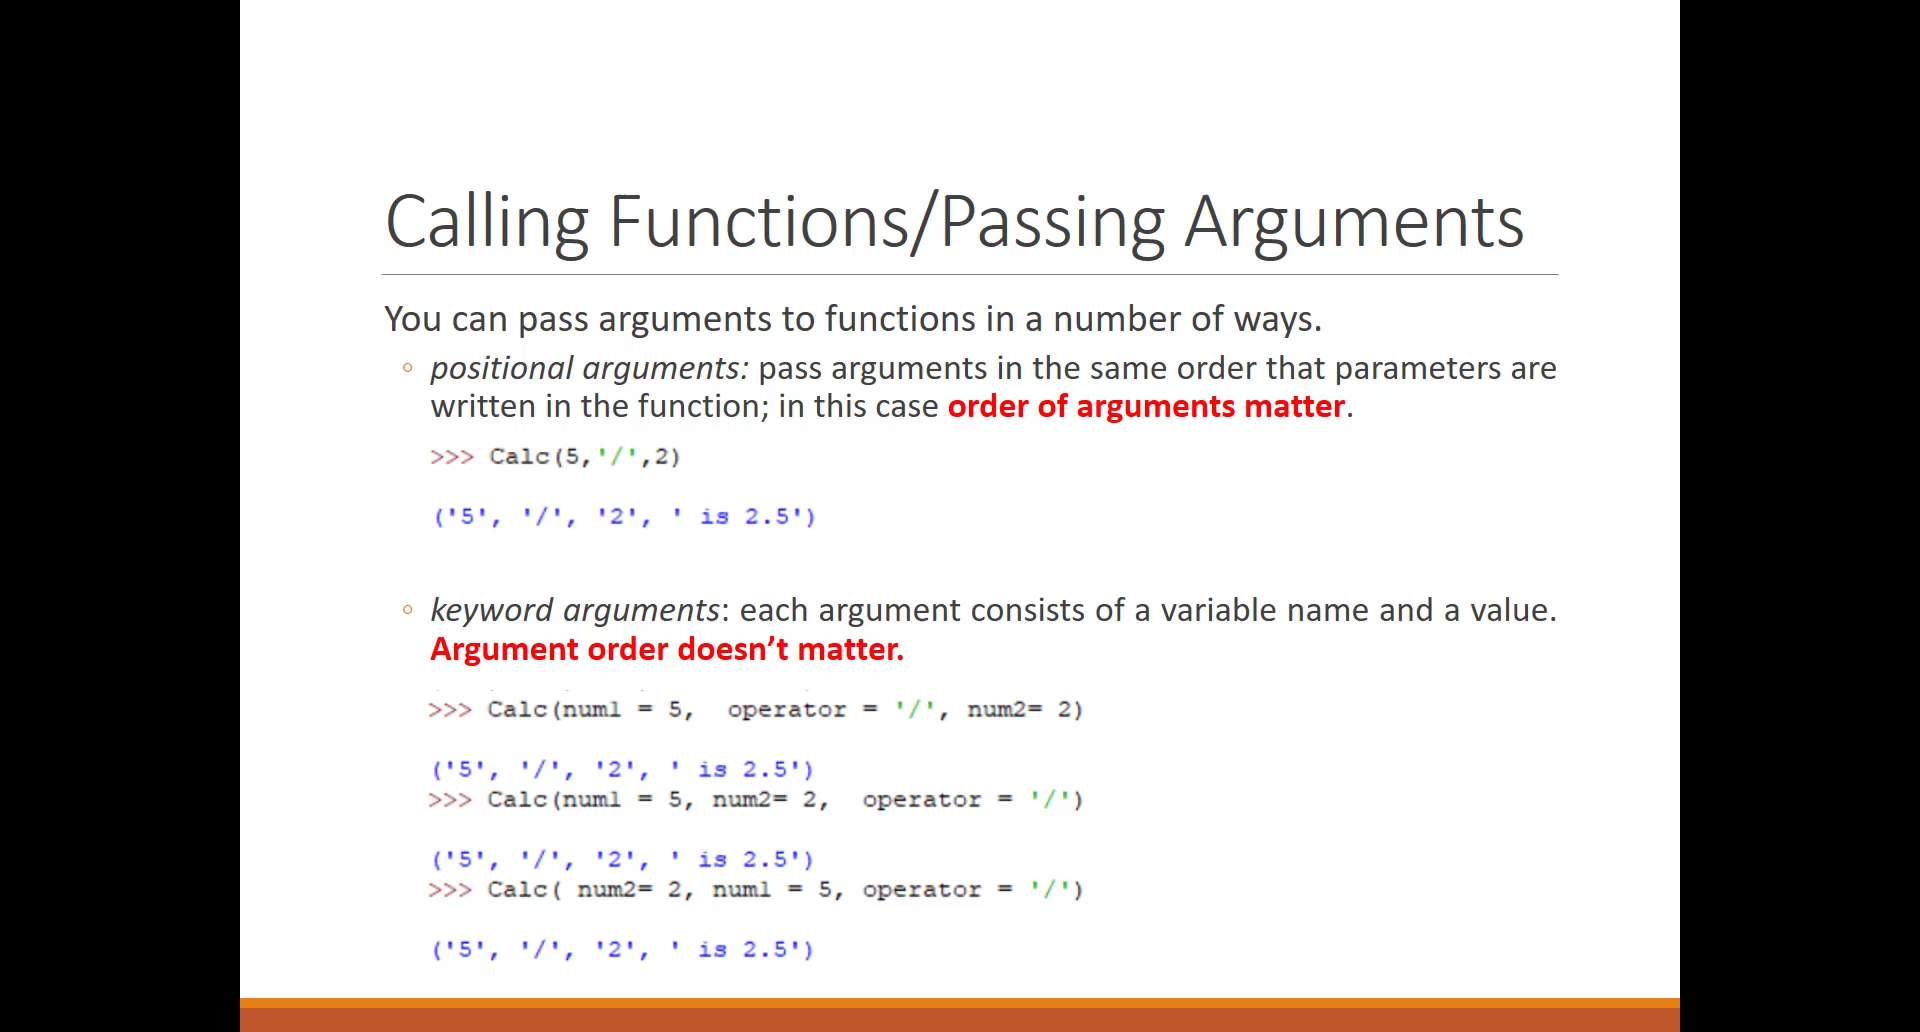 Calling Functions/Passing Arguments
You can pass arguments to functions in a number of ways.
◦ positional arguments: pass arguments in the same order that parameters are
written in the function; in this case order of arguments matter.
>>> Calc(5,'/',2)
('5', '/', '2', ' is 2.5')
◦ keyword arguments: each argument consists of a variable name and a value.
Argument order doesn’t matter.
>>> Calc(num1 = 5,  operator = '/', num2= 2)
('5', '/', '2', ' is 2.5')
>>> Calc(num1 = 5, num2= 2,  operator = '/')
('5', '/', '2', ' is 2.5')
>>> Calc( num2= 2, num1 = 5, operator = '/')
('5', '/', '2', ' is 2.5')